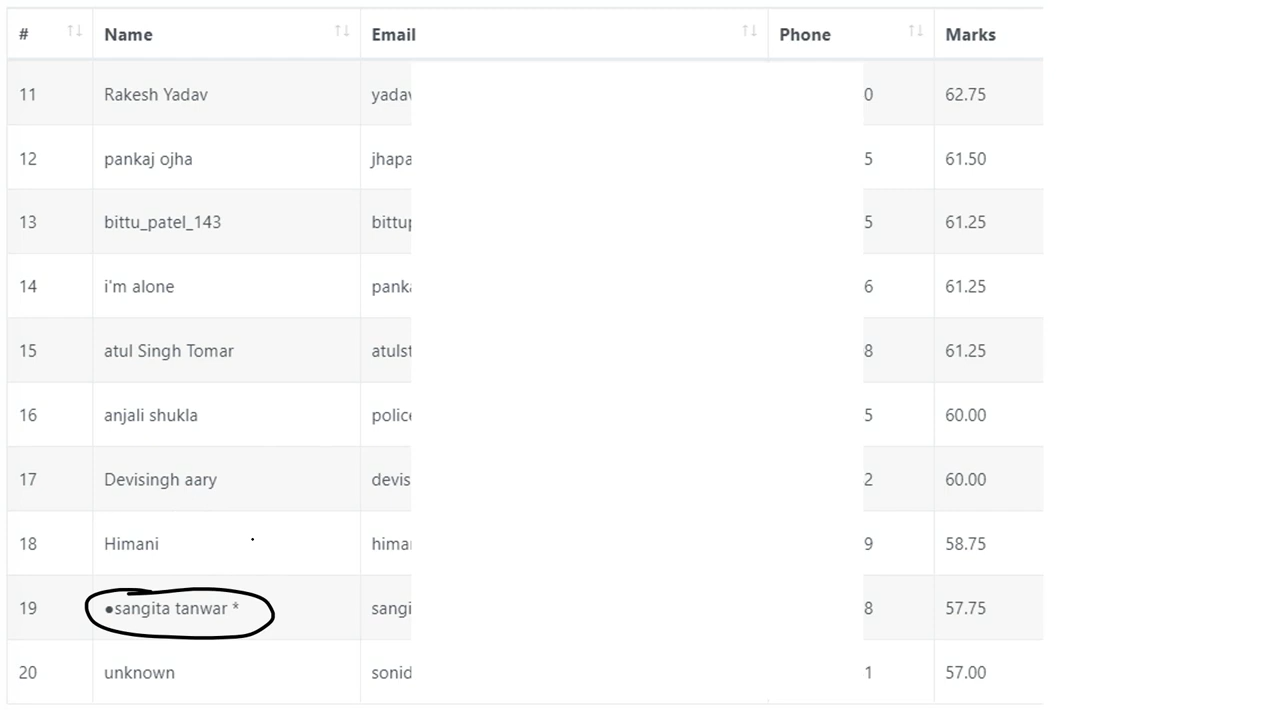 # Name Email Phone Marks
11 Rakesh Yadav yadav 0 62.75
12 pankaj ojha jhapa 5 61.50
13 bittu_patel_143 bittup 5 61.25
14 i'm alone panka 6 61.25
15 atul Singh Tomar atulst 8 61.25
16 anjali shukla police 5 60.00
17 Devisingh aary devis 2 60.00
18 Himani himan 9 58.75
19 ●sangita tanwar * sangi 8 57.75
20 unknown sonid 1 57.00